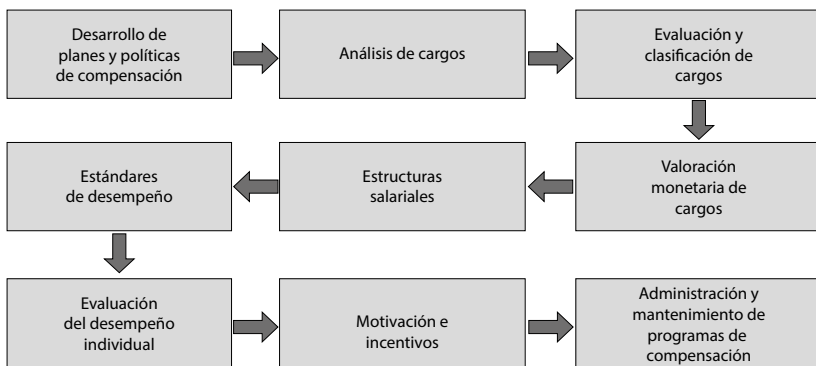 Desarrollo de
planes y políticas
de compensación
Análisis de cargos
Evaluación y
clasificación de
cargos
Valoración
monetaria de
cargos
Estructuras
salariales
Estándares
de desempeño
Evaluación
del desempeño
individual
Motivación e
incentivos
Administración y
mantenimiento de
programas de
compensación